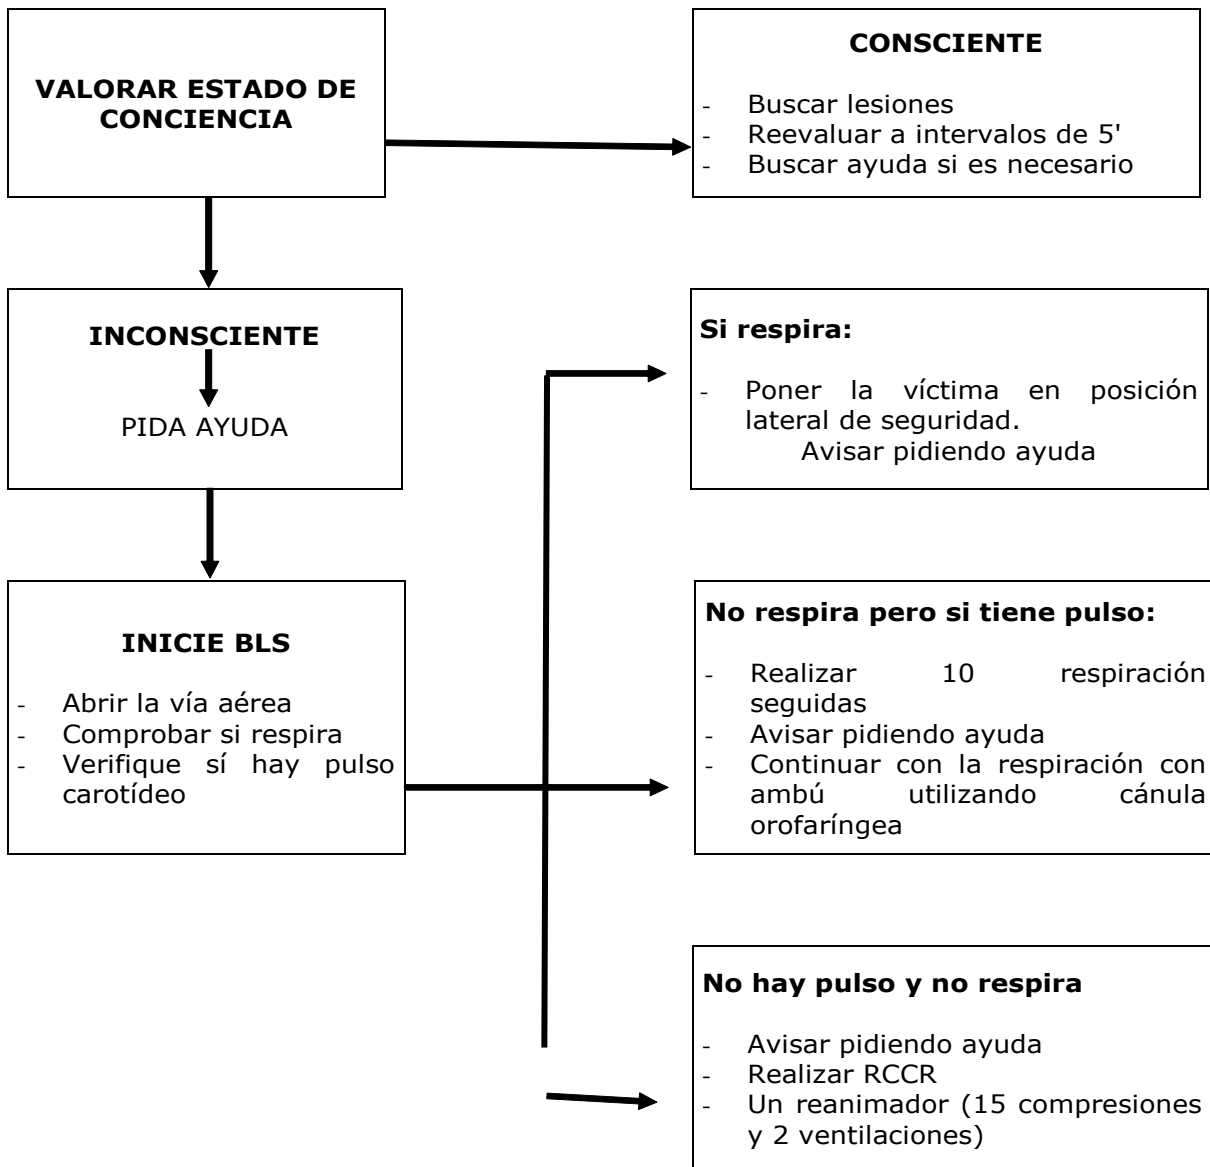 VALORAR ESTADO DE
CONCIENCIA
CONSCIENTE
- Buscar lesiones
- Reevaluar a intervalos de 5'
- Buscar ayuda si es necesario
INCONSCIENTE
PIDA AYUDA
Si respira:
- Poner la víctima en posición
lateral de seguridad.
Avisar pidiendo ayuda
INICIE BLS
- Abrir la vía aérea
- Comprobar si respira
- Verifique sí hay pulso
carotídeo
No respira pero si tiene pulso:
- Realizar 10 respiración
seguidas
- Avisar pidiendo ayuda
- Continuar con la respiración con
ambú utilizando cánula
orofaríngea
No hay pulso y no respira
- Avisar pidiendo ayuda
- Realizar RCCR
- Un reanimador (15 compresiones
y 2 ventilaciones)